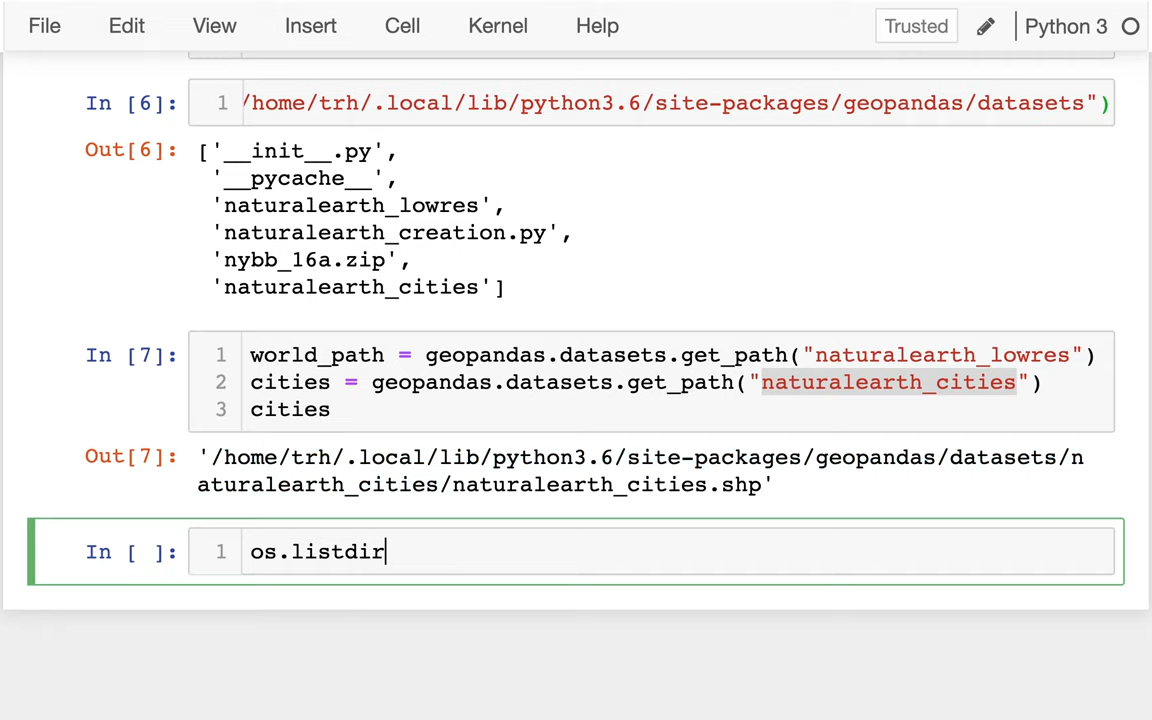 File Edit View Insert Cell Kernel Help Trusted Python 3
In [6]: 1 /home/trh/.local/lib/python3.6/site-packages/geopandas/datasets")
Out[6]: ['__init__.py',
'__pycache__',
'naturalearth_lowres',
'naturalearth_creation.py',
'nybb_16a.zip',
'naturalearth_cities']
In [7]: 1 world_path = geopandas.datasets.get_path("naturalearth_lowres")
2 cities = geopandas.datasets.get_path("naturalearth_cities")
3 cities
Out[7]: '/home/trh/.local/lib/python3.6/site-packages/geopandas/datasets/n
aturalearth_cities/naturalearth_cities.shp'
In [ ]: 1 os.listdir